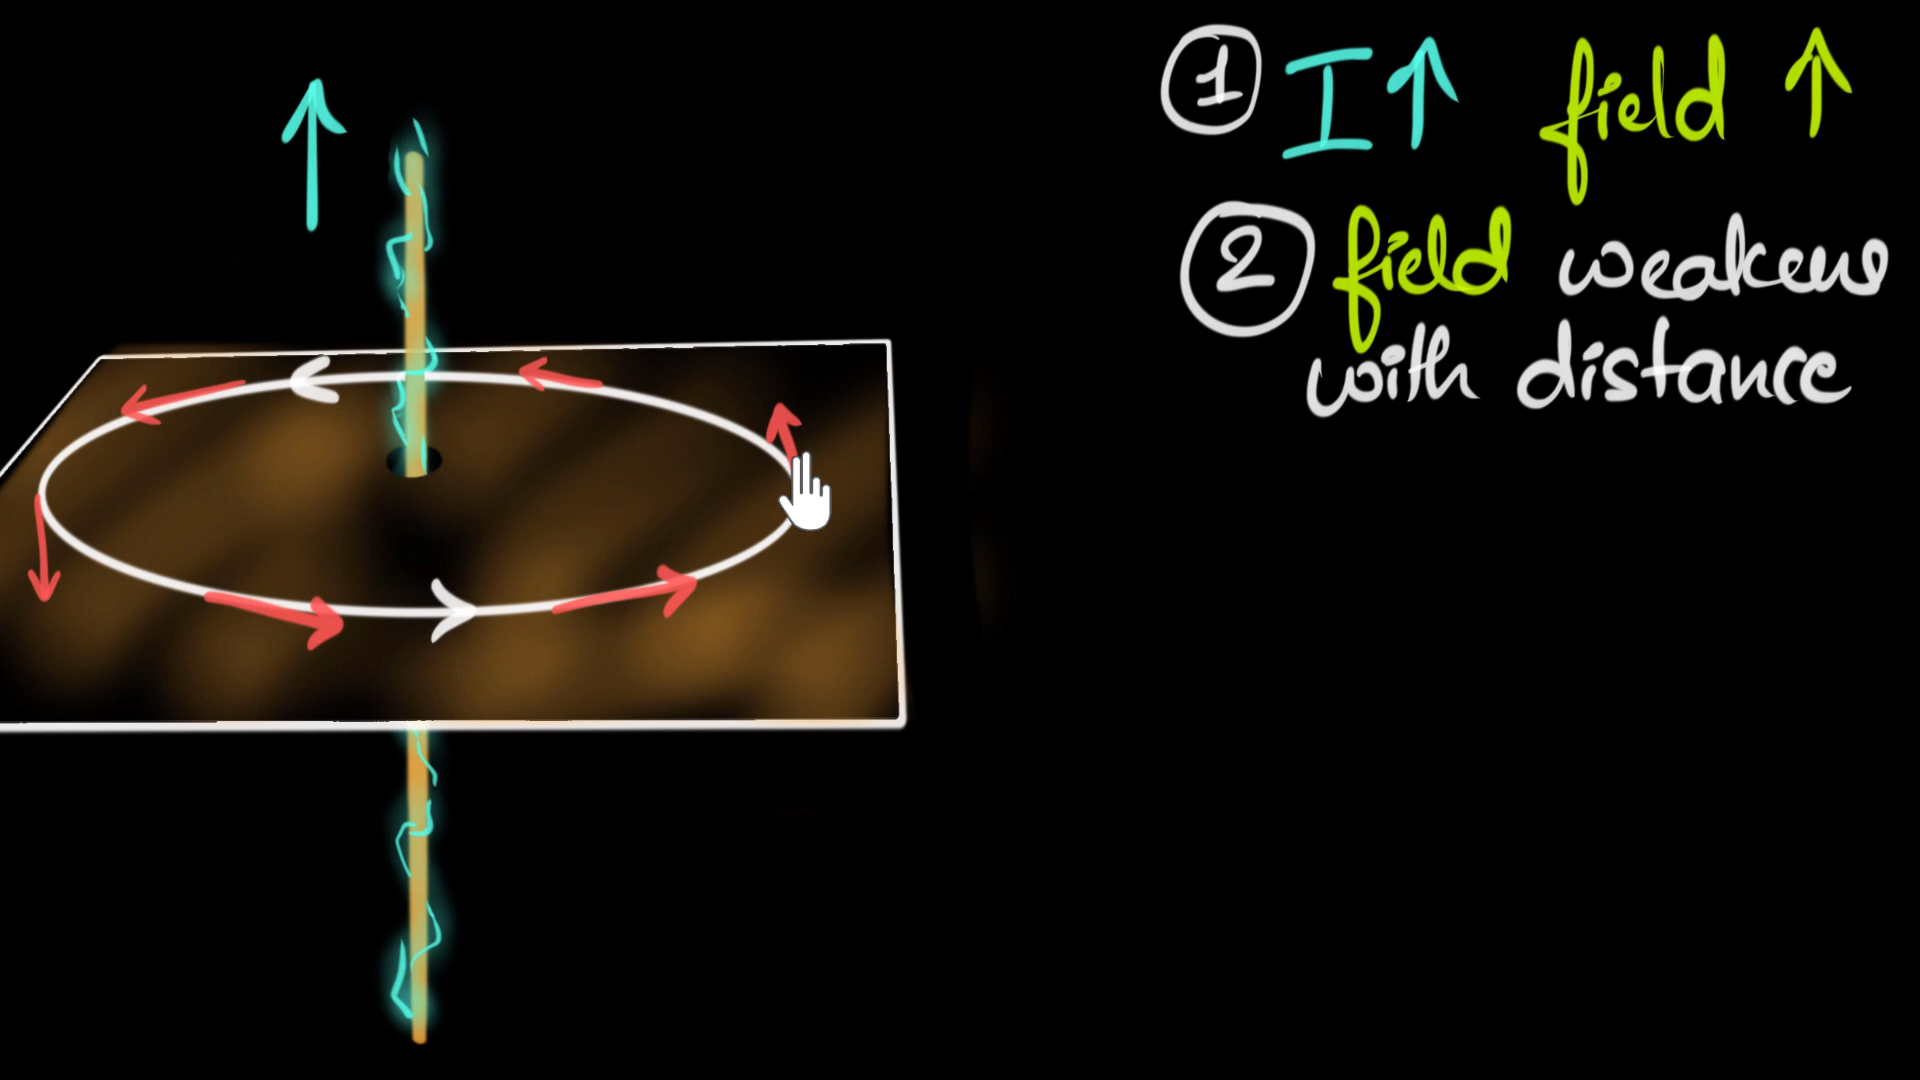 1 I↑ field ↑
2 field weakens
with distance